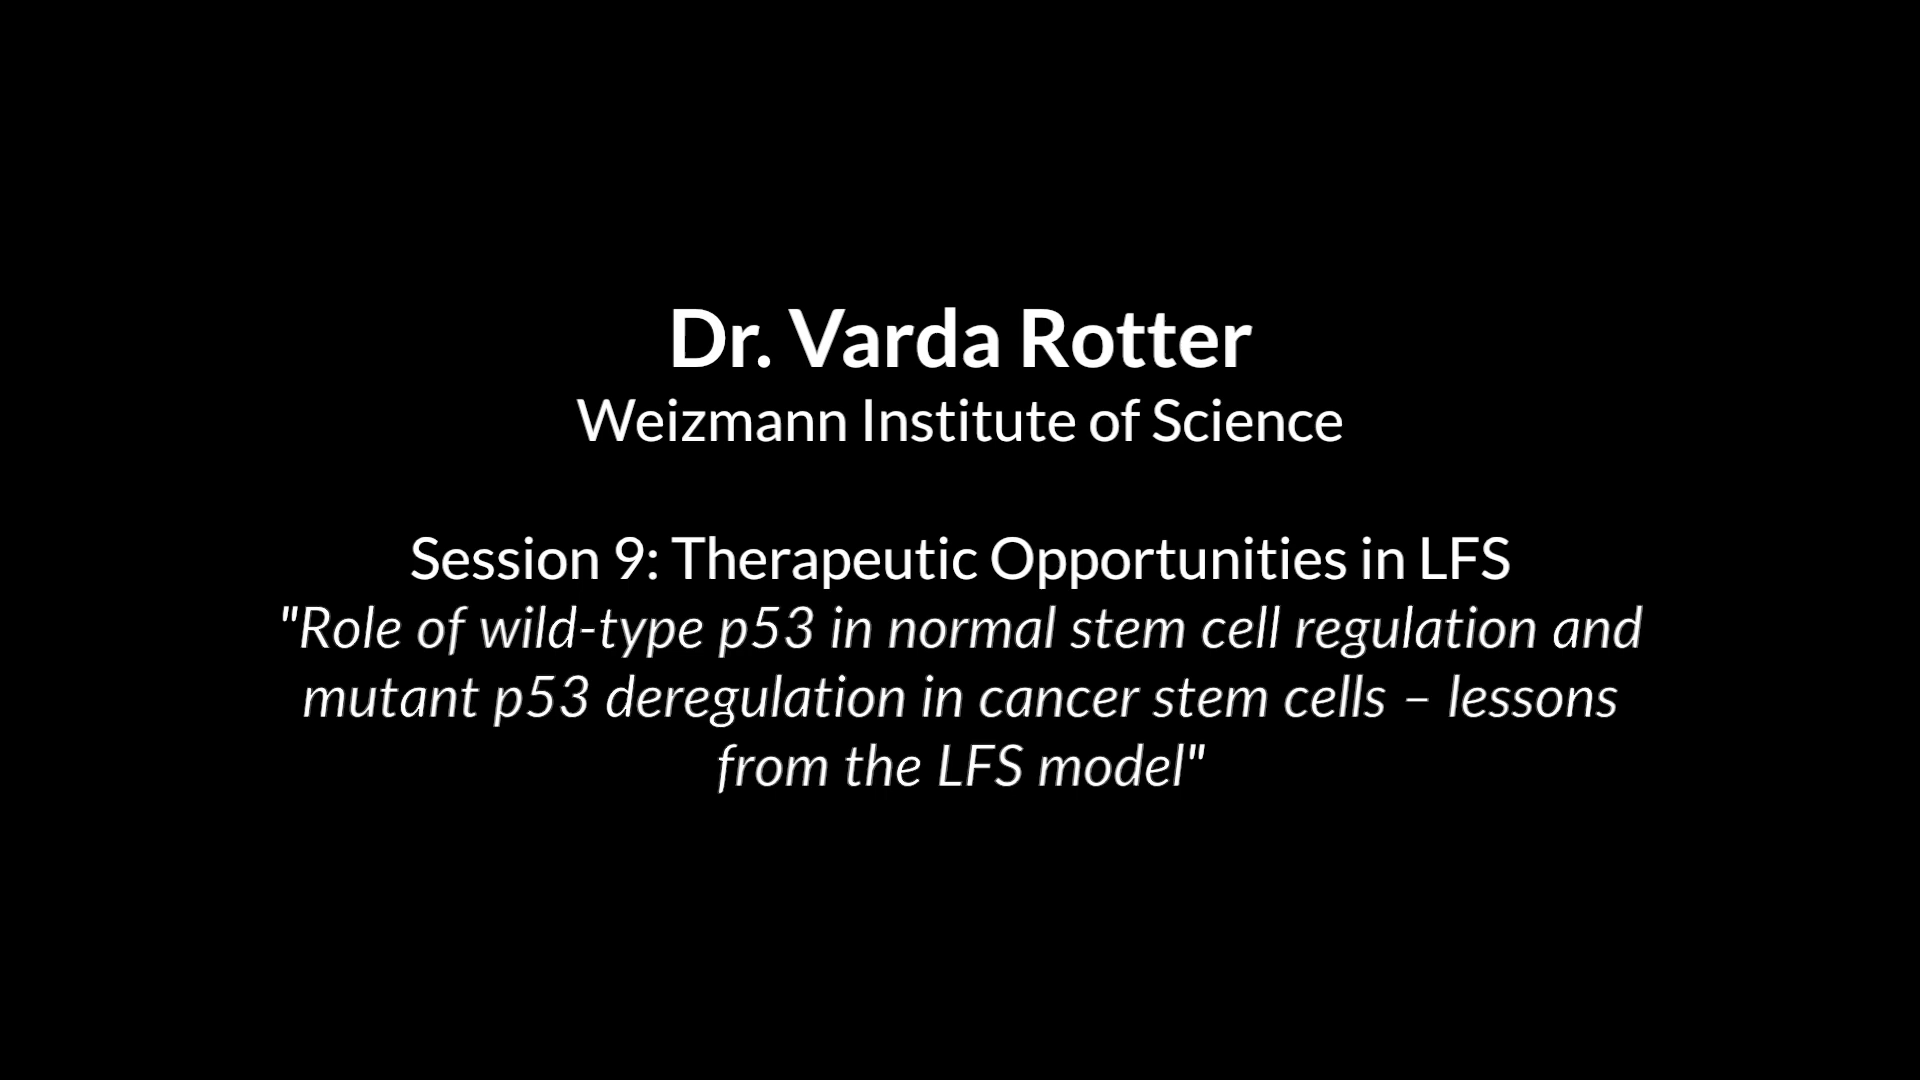 Dr. Varda Rotter
Weizmann Institute of Science
Session 9: Therapeutic Opportunities in LFS
"Role of wild-type p53 in normal stem cell regulation and
mutant p53 deregulation in cancer stem cells – lessons
from the LFS model"